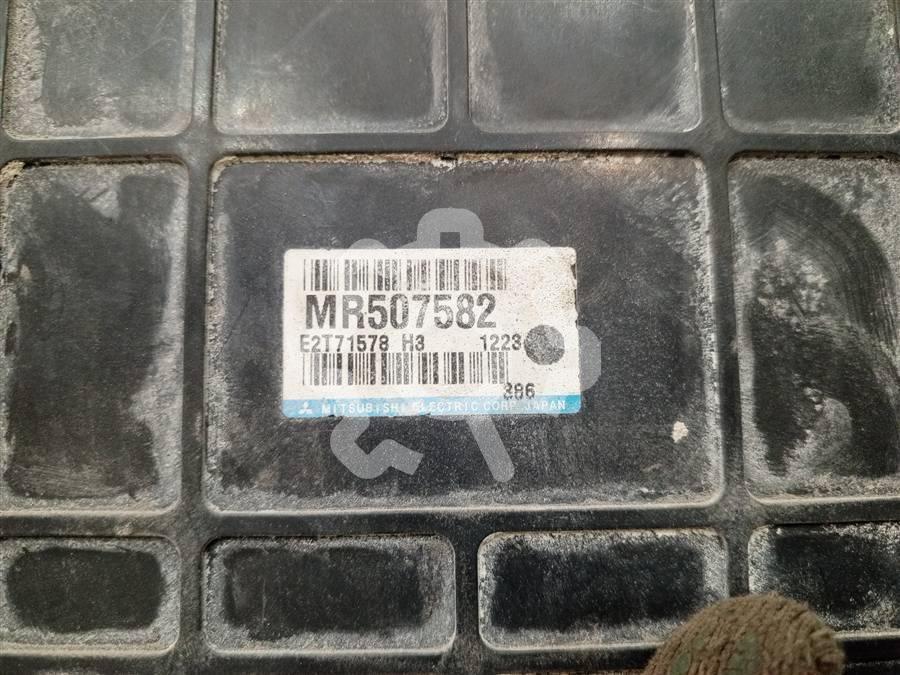 MR507582
E2T71578 H3 1223
386
MITSUBISHI ELECTRIC CORP. JAPAN